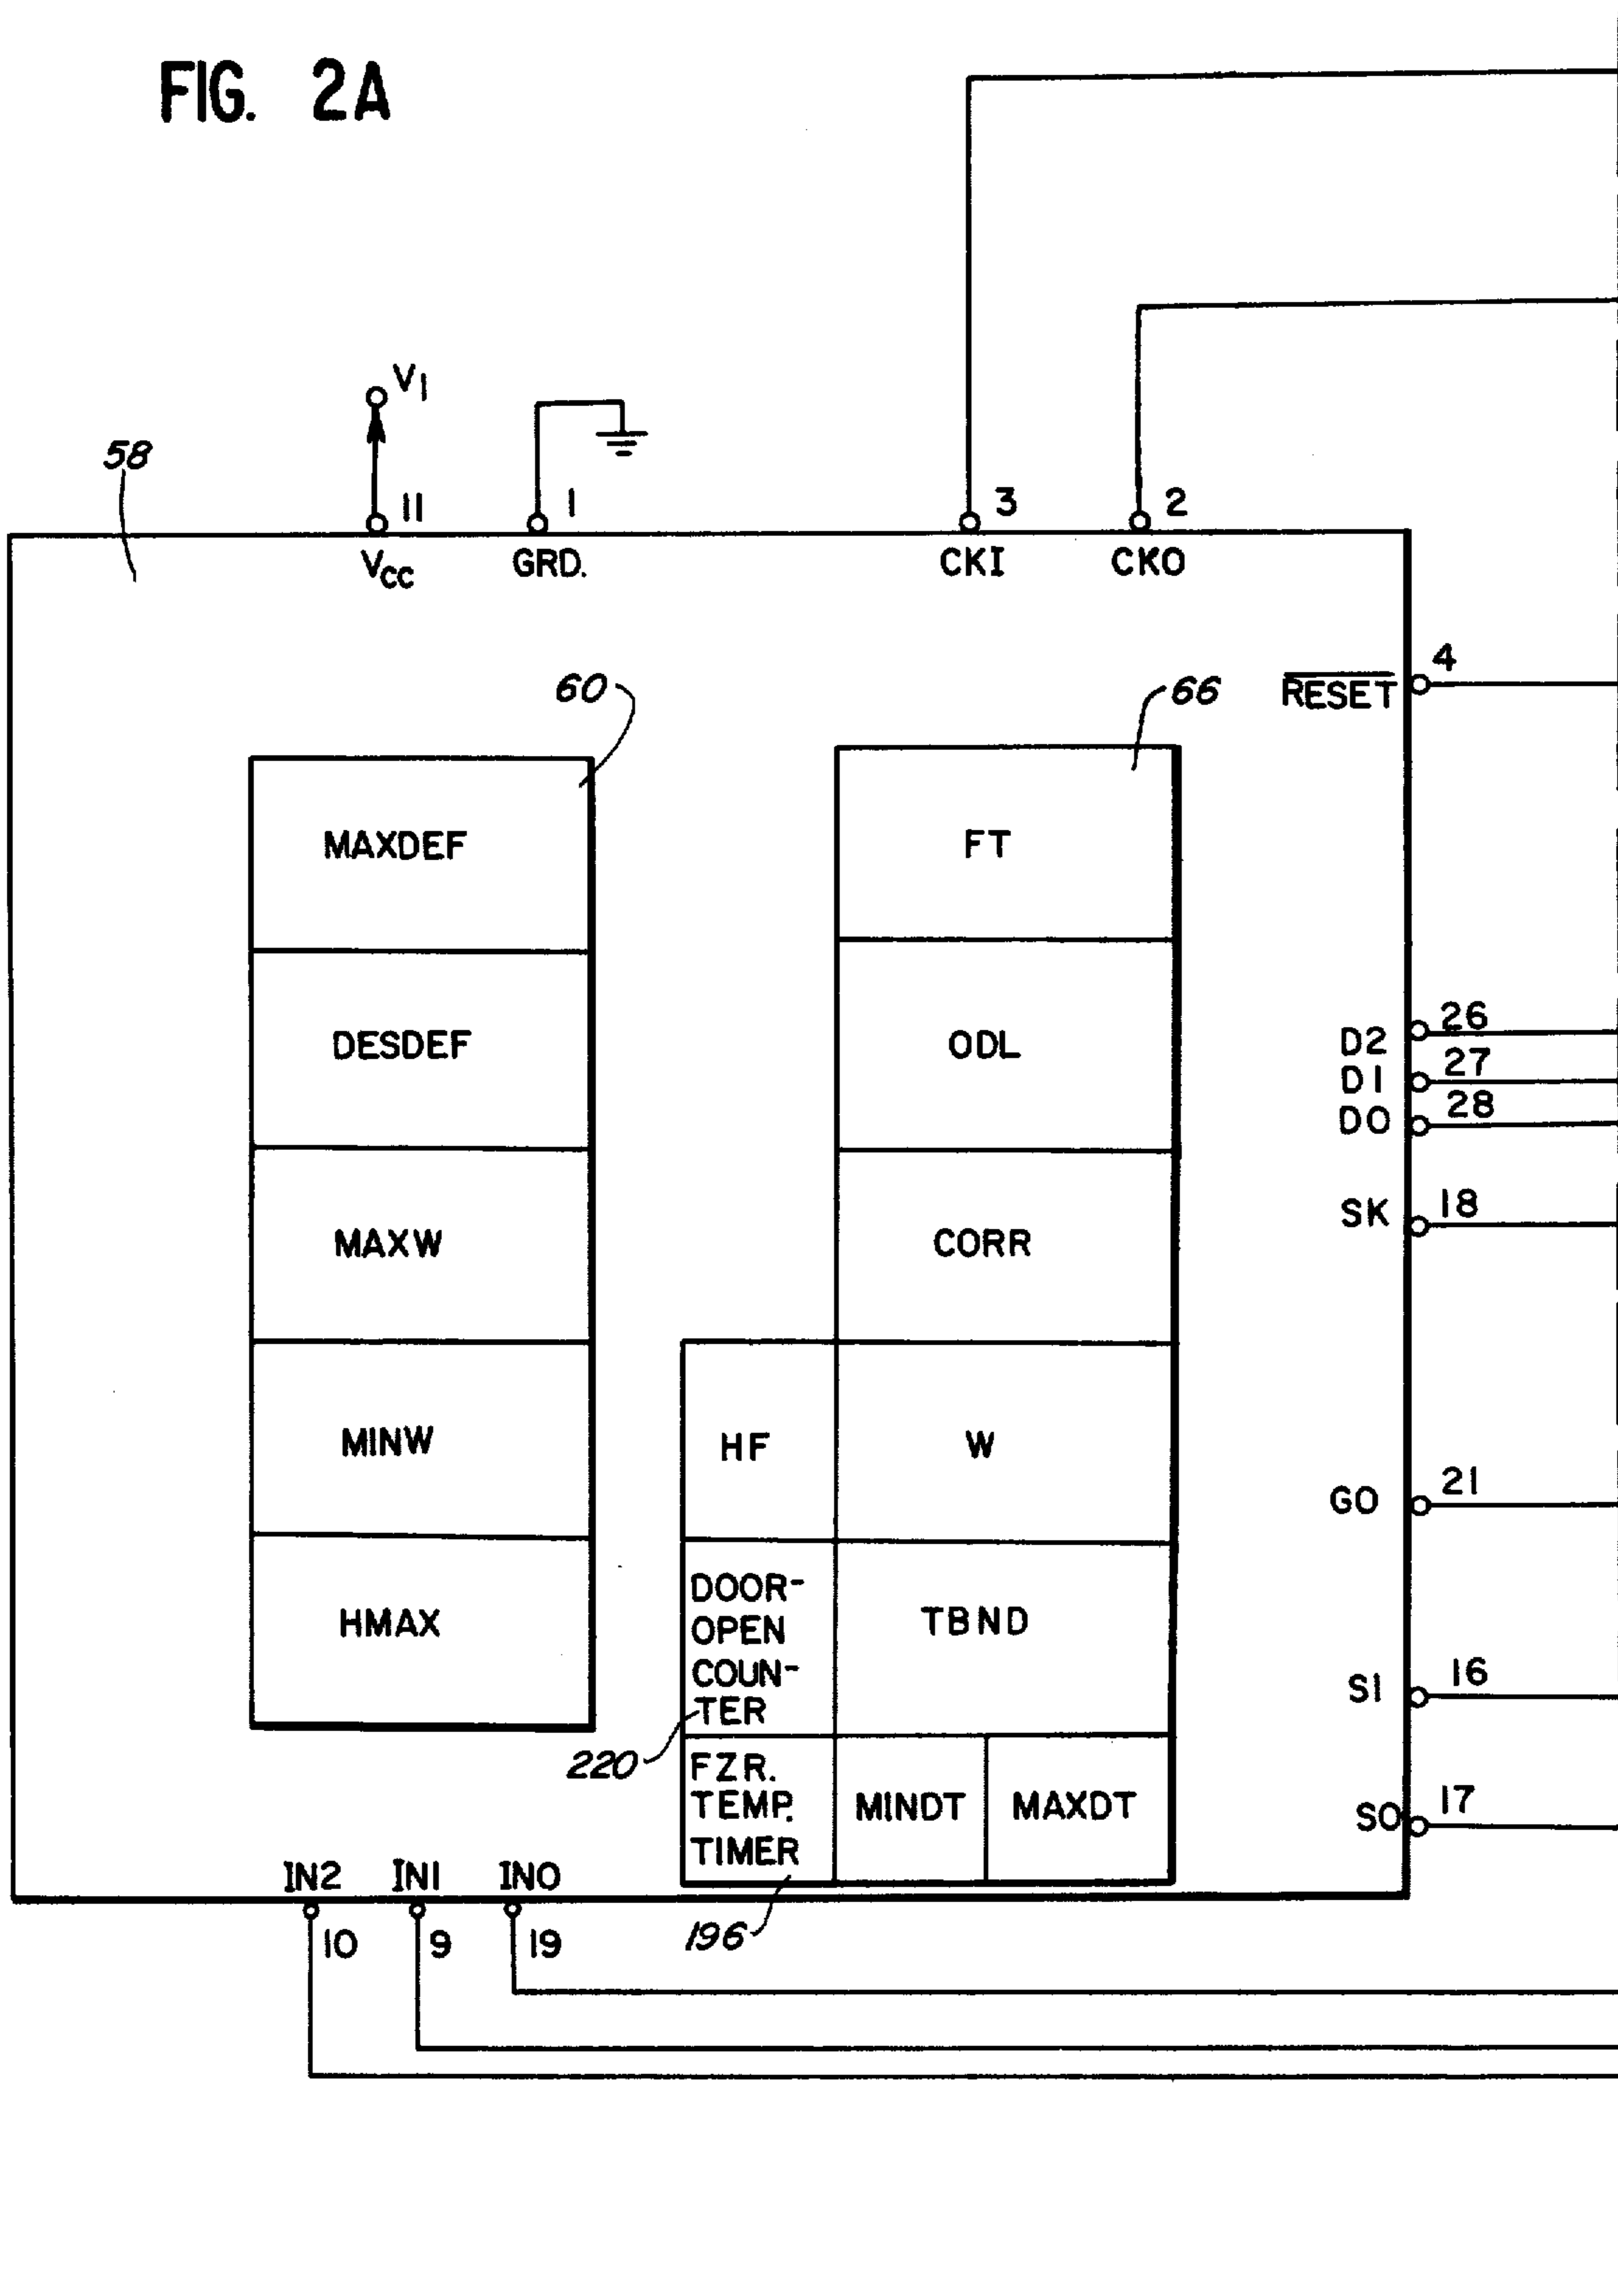 FIG. 2A
V1
58
11
1
3
2
VCC
GRD.
CKI
CKO
4
RESET
60
66
MAXDEF
FT
DESDEF
ODL
26
D2
27
D1
28
D0
MAXW
CORR
18
SK
MINW
HF
W
21
G0
HMAX
DOOR-
OPEN
COUN-
TER
TBND
16
S1
220
FZR.
TEMP.
TIMER
MINDT
MAXDT
17
SO
IN2
IN1
IN0
196
10
9
19